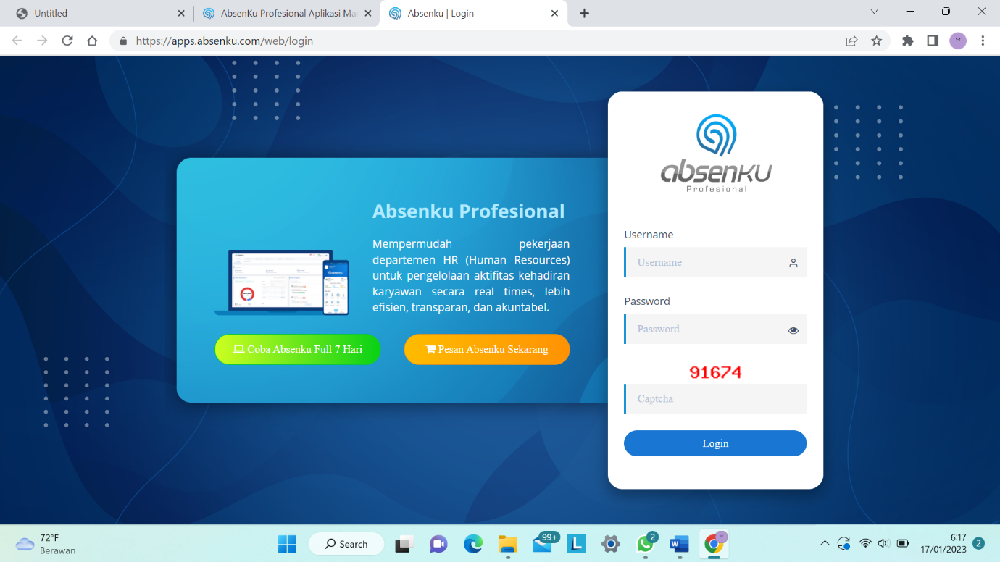 Untitled
AbsenKu Profesional Aplikasi Ma
Absenku | Login
https://apps.absenku.com/web/login
absenku
Profesional
Absenku Profesional
Mempermudah pekerjaan
departemen HR (Human Resources)
untuk pengelolaan aktifitas kehadiran
karyawan secara real times, lebih
efisien, transparan, dan akuntabel.
Coba Absenku Full 7 Hari
Pesan Absenku Sekarang
Username
Username
Password
Password
91674
Captcha
Login
72°F
Berawan
Search
99+
2
6:17
17/01/2023
2